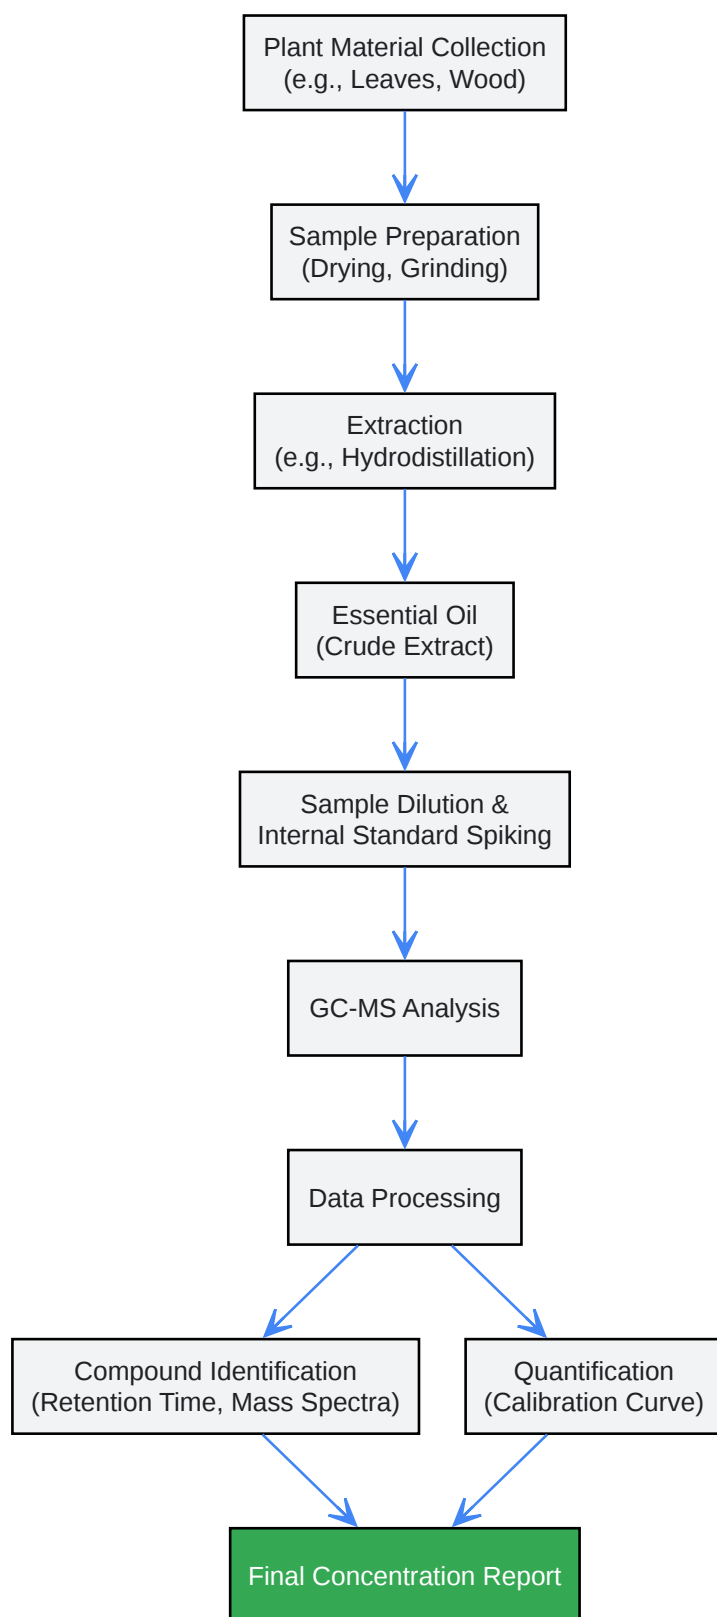 Plant Material Collection
(e.g., Leaves, Wood)
Sample Preparation
(Drying, Grinding)
Extraction
(e.g., Hydrodistillation)
Essential Oil
(Crude Extract)
Sample Dilution &
Internal Standard Spiking
GC-MS Analysis
Data Processing
Compound Identification
(Retention Time, Mass Spectra)
Quantification
(Calibration Curve)
Final Concentration Report